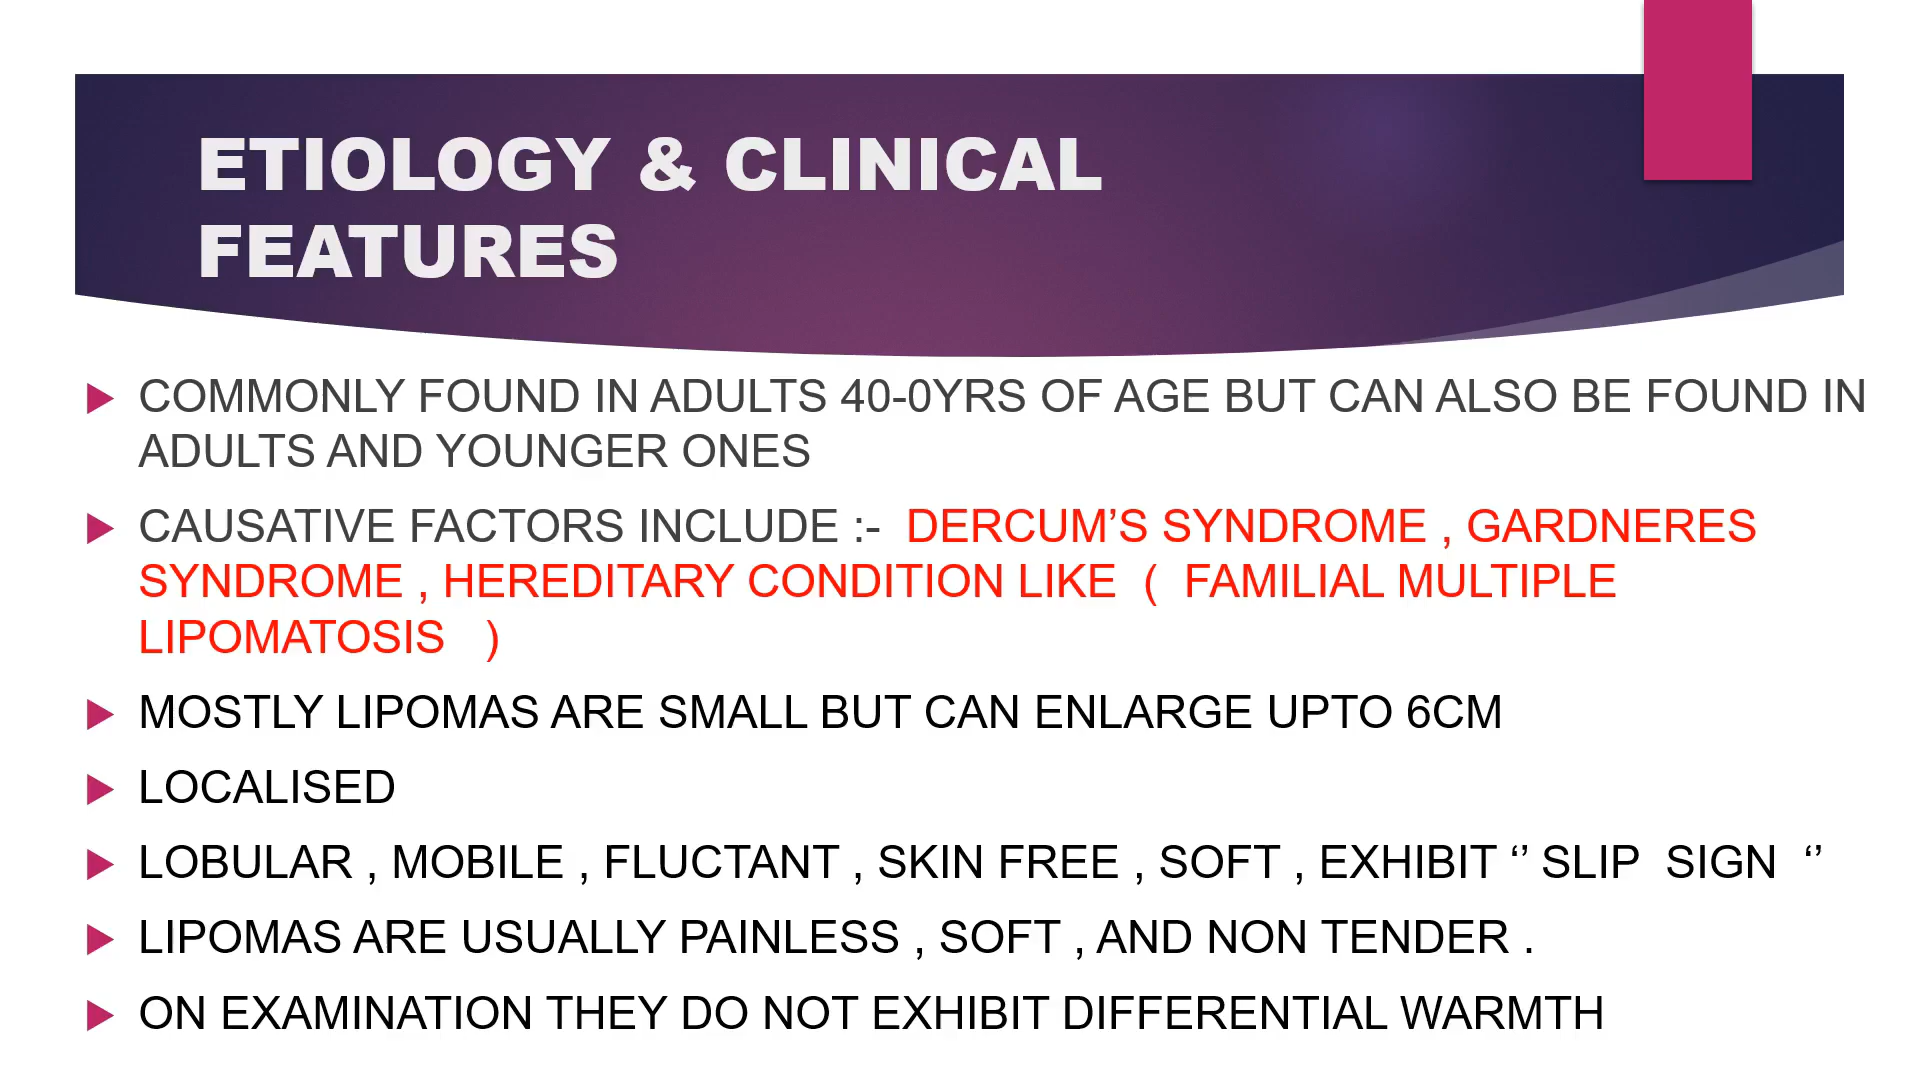 ETIOLOGY & CLINICAL
FEATURES
COMMONLY FOUND IN ADULTS 40-0YRS OF AGE BUT CAN ALSO BE FOUND IN
ADULTS AND YOUNGER ONES
CAUSATIVE FACTORS INCLUDE :-  DERCUM’S SYNDROME , GARDNERES
SYNDROME , HEREDITARY CONDITION LIKE  (  FAMILIAL MULTIPLE
LIPOMATOSIS   )
MOSTLY LIPOMAS ARE SMALL BUT CAN ENLARGE UPTO 6CM
LOCALISED
LOBULAR , MOBILE , FLUCTANT , SKIN FREE , SOFT , EXHIBIT ‘’ SLIP  SIGN  ‘’
LIPOMAS ARE USUALLY PAINLESS , SOFT , AND NON TENDER .
ON EXAMINATION THEY DO NOT EXHIBIT DIFFERENTIAL WARMTH